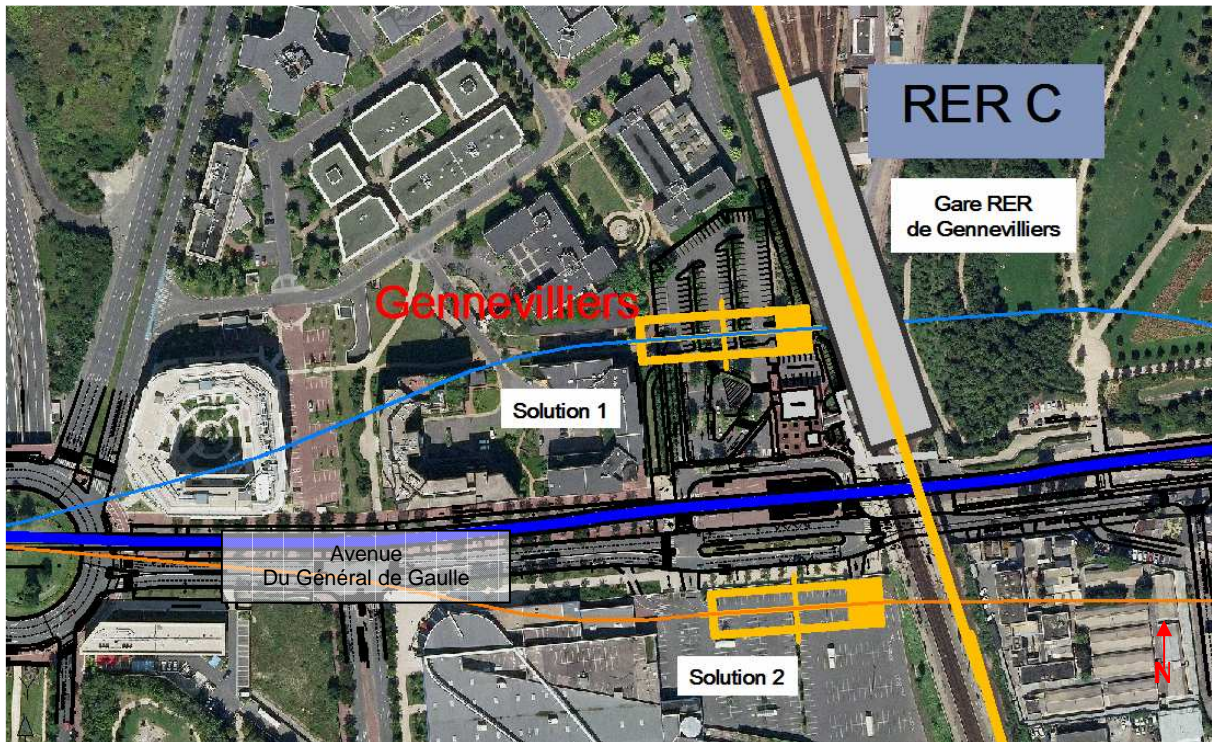 RER C
Gare RER
de Gennevilliers
Gennevilliers
Solution 1
Avenue
Du Général de Gaulle
Solution 2
N